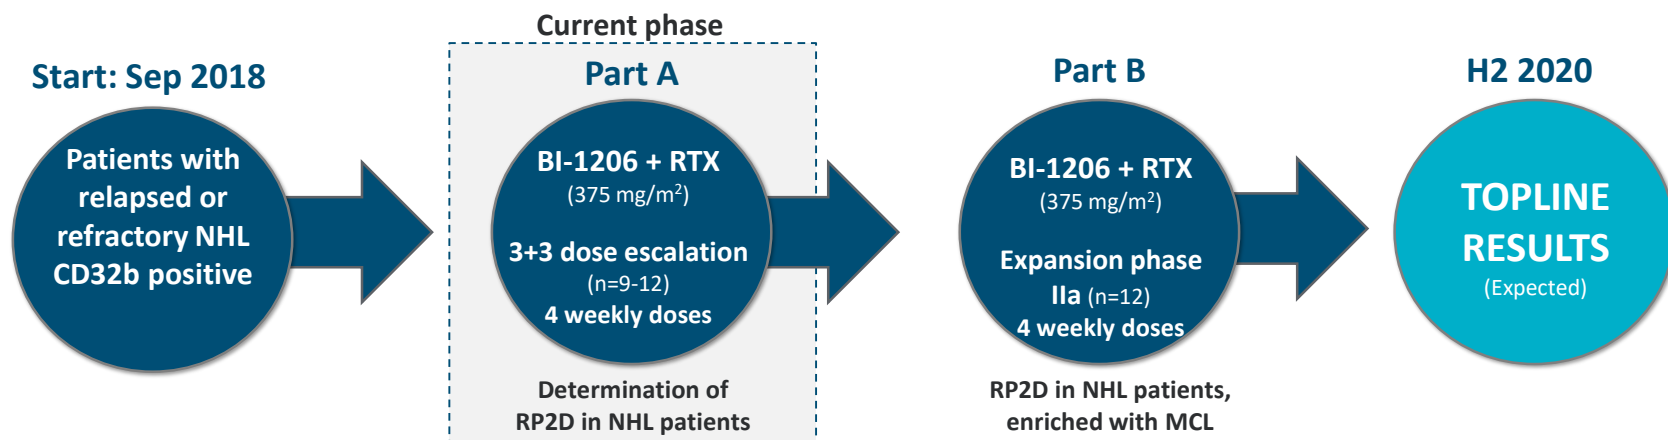 Start: Sep 2018
Patients with
relapsed or
refractory NHL
CD32b positive
Current phase
Part A
BI-1206 + RTX
(375 mg/m²)
3+3 dose escalation
(n=9-12)
4 weekly doses
Determination of
RP2D in NHL patients
Part B
BI-1206 + RTX
(375 mg/m²)
Expansion phase
IIa (n=12)
4 weekly doses
RP2D in NHL patients,
enriched with MCL
H2 2020
TOPLINE
RESULTS
(Expected)